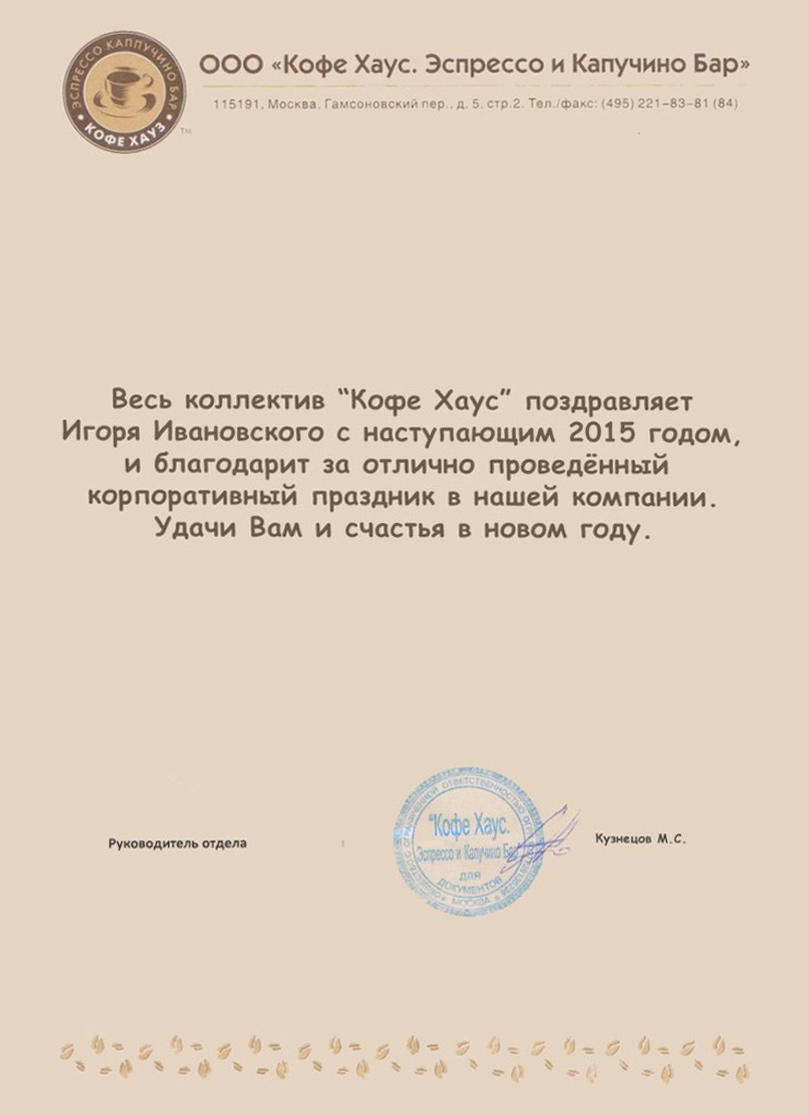 ЭСПРЕССО КАППУЧИНО БАР
• КОФЕ ХАУЗ •
TM
ООО «Кофе Хаус. Эспрессо и Капучино Бар»
115191, Москва, Гамсоновский пер., д. 5, стр.2. Тел./факс: (495) 221–83–81 (84)
Весь коллектив “Кофе Хаус” поздравляет
Игоря Ивановского с наступающим 2015 годом,
и благодарит за отлично проведённый
корпоративный праздник в нашей компании.
Удачи Вам и счастья в новом году.
Руководитель отдела
"Кофе Хаус.
Эспрессо и Капучино Бар"
для
ДОКУМЕНТОВ
МОСКВА
Кузнецов М.С.